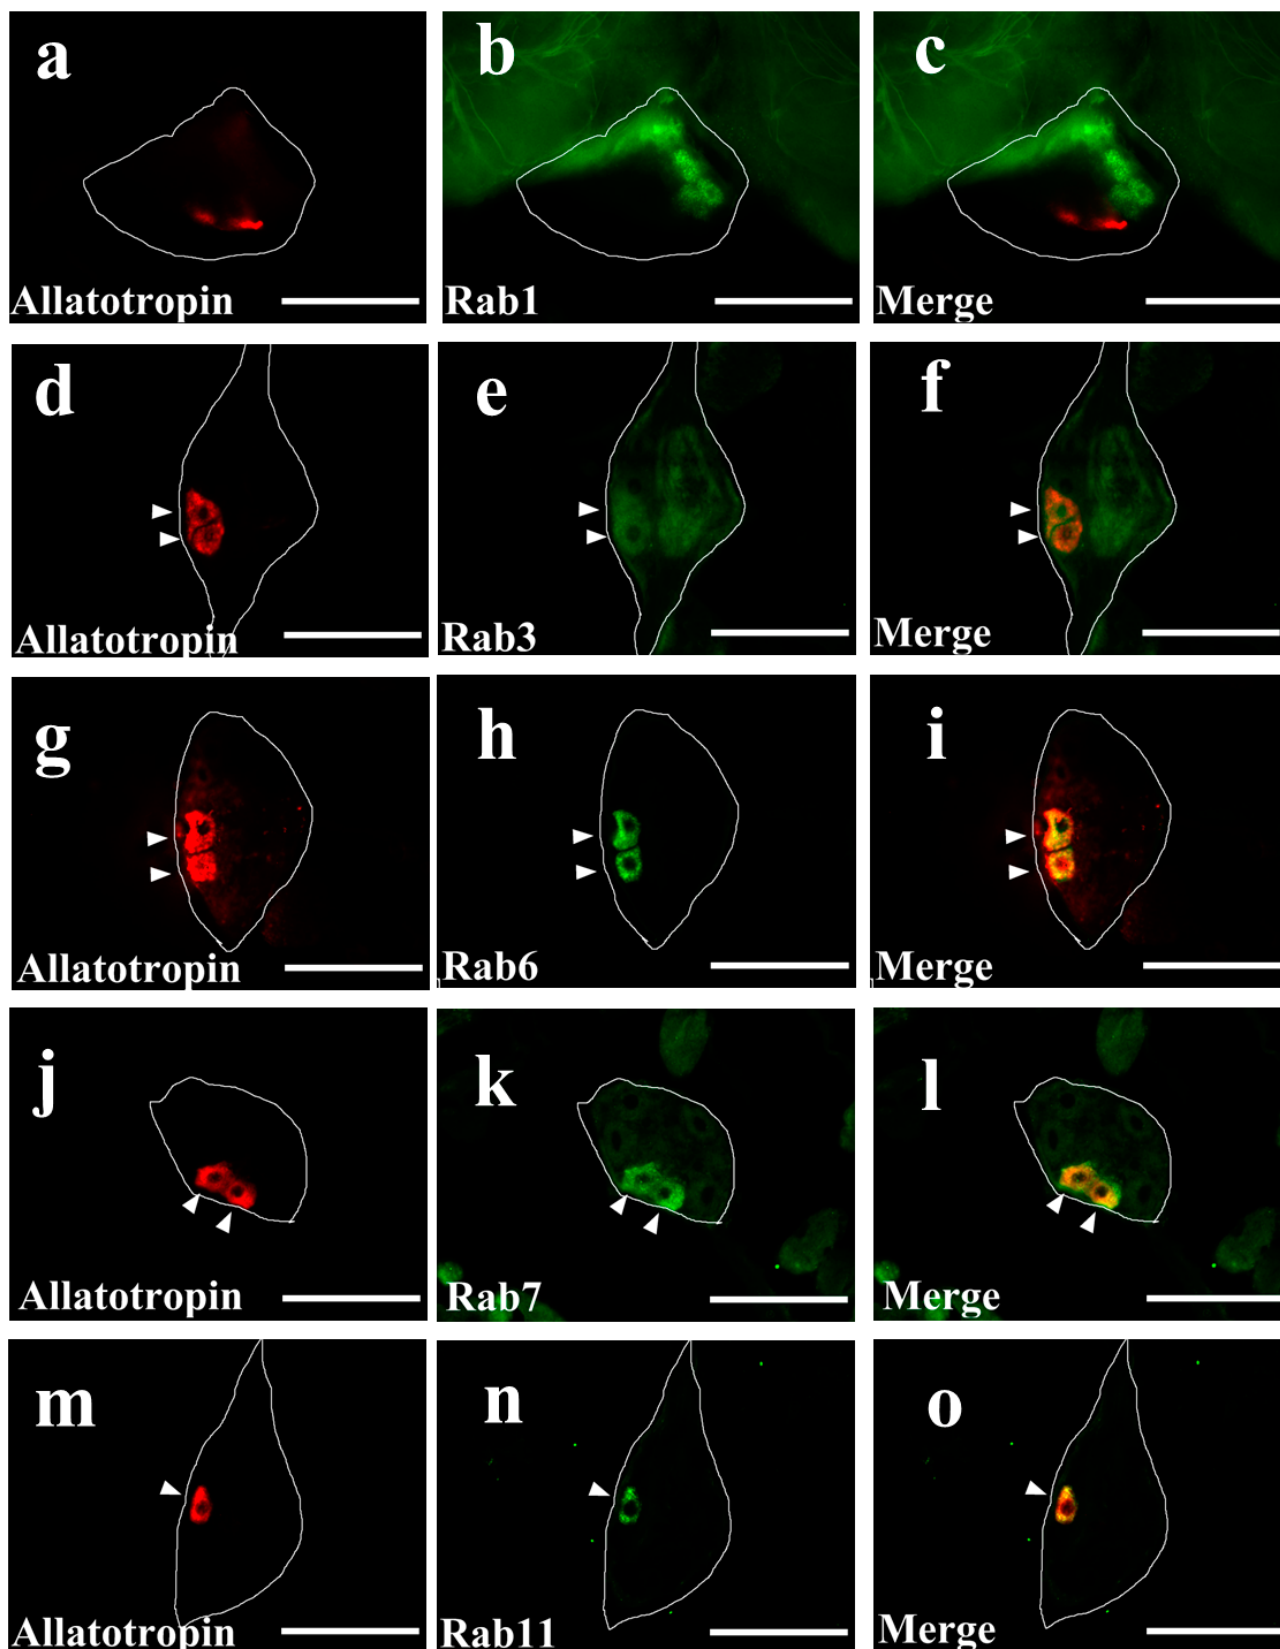 a b c
Allatotropin Rab1 Merge
d e f
Allatotropin Rab3 Merge
g h i
Allatotropin Rab6 Merge
j k l
Allatotropin Rab7 Merge
m n o
Allatotropin Rab11 Merge